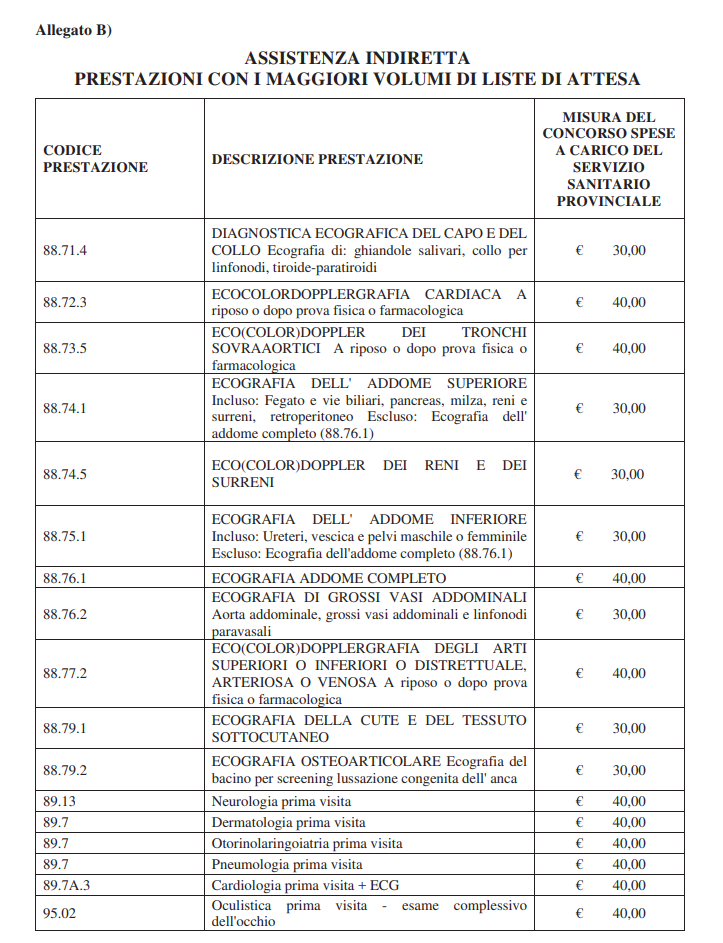 Allegato B)
ASSISTENZA INDIRETTA
PRESTAZIONI CON I MAGGIORI VOLUMI DI LISTE DI ATTESA
CODICE
PRESTAZIONE
DESCRIZIONE PRESTAZIONE
MISURA DEL
CONCORSO SPESE
A CARICO DEL
SERVIZIO
SANITARIO
PROVINCIALE
88.71.4
DIAGNOSTICA ECOGRAFICA DEL CAPO E DEL
COLLO Ecografia di: ghiandole salivari, collo per
linfonodi, tiroide-paratiroidi
€ 30,00
88.72.3
ECOCOLORDOPPLERGRAFIA CARDIACA A
riposo o dopo prova fisica o farmacologica
€ 40,00
88.73.5
ECO(COLOR)DOPPLER DEI TRONCHI
SOVRAAORTICI A riposo o dopo prova fisica o
farmacologica
€ 40,00
88.74.1
ECOGRAFIA DELL' ADDOME SUPERIORE
Incluso: Fegato e vie biliari, pancreas, milza, reni e
surreni, retroperitoneo Escluso: Ecografia dell'
addome completo (88.76.1)
€ 30,00
88.74.5
ECO(COLOR)DOPPLER DEI RENI E DEI
SURRENI
€ 30,00
88.75.1
ECOGRAFIA DELL' ADDOME INFERIORE
Incluso: Ureteri, vescica e pelvi maschile o femminile
Escluso: Ecografia dell'addome completo (88.76.1)
€ 30,00
88.76.1
ECOGRAFIA ADDOME COMPLETO
€ 40,00
88.76.2
ECOGRAFIA DI GROSSI VASI ADDOMINALI
Aorta addominale, grossi vasi addominali e linfonodi
paravasali
€ 30,00
88.77.2
ECO(COLOR)DOPPLERGRAFIA DEGLI ARTI
SUPERIORI O INFERIORI O DISTRETTUALE,
ARTERIOSA O VENOSA A riposo o dopo prova
fisica o farmacologica
€ 40,00
88.79.1
ECOGRAFIA DELLA CUTE E DEL TESSUTO
SOTTOCUTANEO
€ 30,00
88.79.2
ECOGRAFIA OSTEOARTICOLARE Ecografia del
bacino per screening lussazione congenita dell' anca
€ 30,00
89.13
Neurologia prima visita
€ 40,00
89.7
Dermatologia prima visita
€ 40,00
89.7
Otorinolaringoiatria prima visita
€ 40,00
89.7
Pneumologia prima visita
€ 40,00
89.7A.3
Cardiologia prima visita + ECG
€ 40,00
95.02
Oculistica prima visita - esame complessivo
dell'occhio
€ 40,00